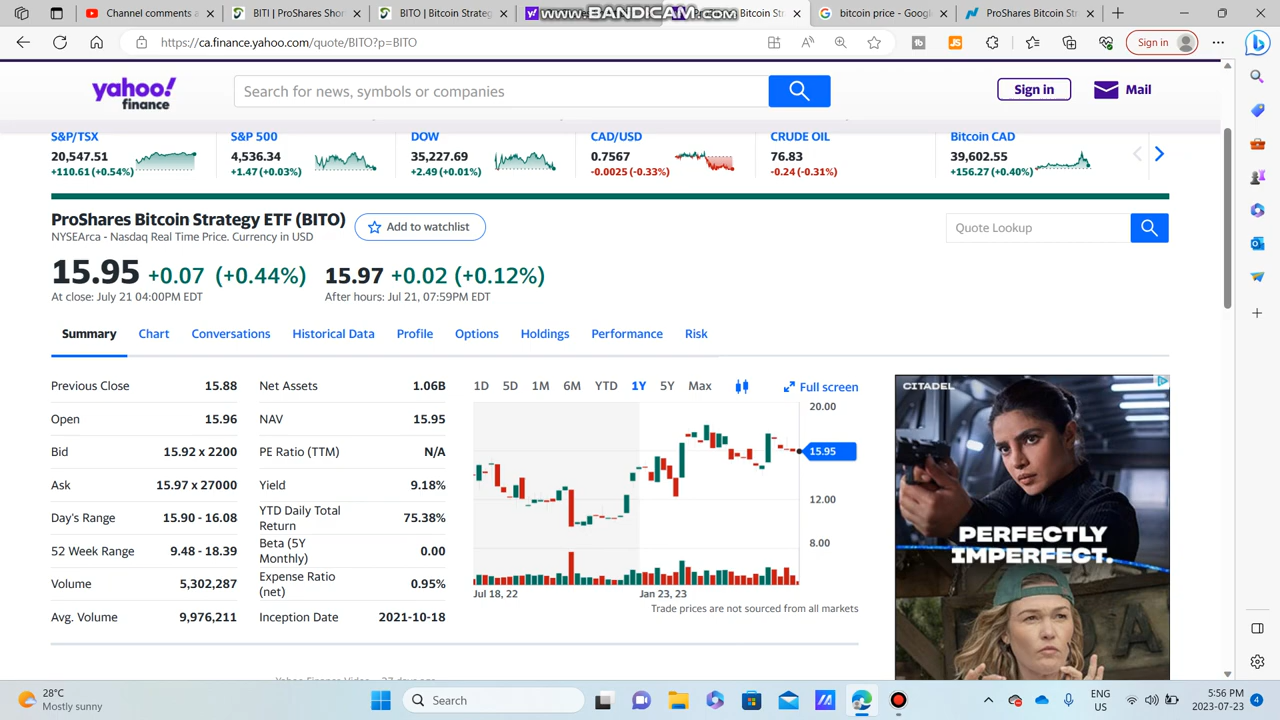 Channel comments a
BITI | Bitcoin Strate
BITO | Bitcoin Strateg
www.BANDICAM.com
Bitcoin Str
bitcoin price - Googl
ProShares Bitcoin Str
https://ca.finance.yahoo.com/quote/BITO?p=BITO
Sign in
yahoo!
finance
Search for news, symbols or companies
Sign in
Mail
S&P/TSX
20,547.51
+110.61 (+0.54%)
S&P 500
4,536.34
+1.47 (+0.03%)
DOW
35,227.69
+2.49 (+0.01%)
CAD/USD
0.7567
-0.0025 (-0.33%)
CRUDE OIL
76.83
-0.24 (-0.31%)
Bitcoin CAD
39,602.55
+156.27 (+0.40%)
ProShares Bitcoin Strategy ETF (BITO)
NYSEArca - Nasdaq Real Time Price. Currency in USD
Add to watchlist
Quote Lookup
15.95 +0.07 (+0.44%)
At close: July 21 04:00PM EDT
15.97 +0.02 (+0.12%)
After hours: Jul 21, 07:59PM EDT
Summary Chart Conversations Historical Data Profile Options Holdings Performance Risk
Previous Close 15.88
Open 15.96
Bid 15.92 x 2200
Ask 15.97 x 27000
Day's Range 15.90 - 16.08
52 Week Range 9.48 - 18.39
Volume 5,302,287
Avg. Volume 9,976,211
Net Assets 1.06B
NAV 15.95
PE Ratio (TTM) N/A
Yield 9.18%
YTD Daily Total
Return 75.38%
Beta (5Y
Monthly) 0.00
Expense Ratio
(net) 0.95%
Inception Date 2021-10-18
1D 5D 1M 6M YTD 1Y 5Y Max
Full screen
20.00
15.95
12.00
8.00
Jul 18, 22
Jan 23, 23
Trade prices are not sourced from all markets
CITADEL
PERFECTLY
IMPERFECT.
28°C
Mostly sunny
Search
ENG
CA
5:56 PM
2023-07-23
4